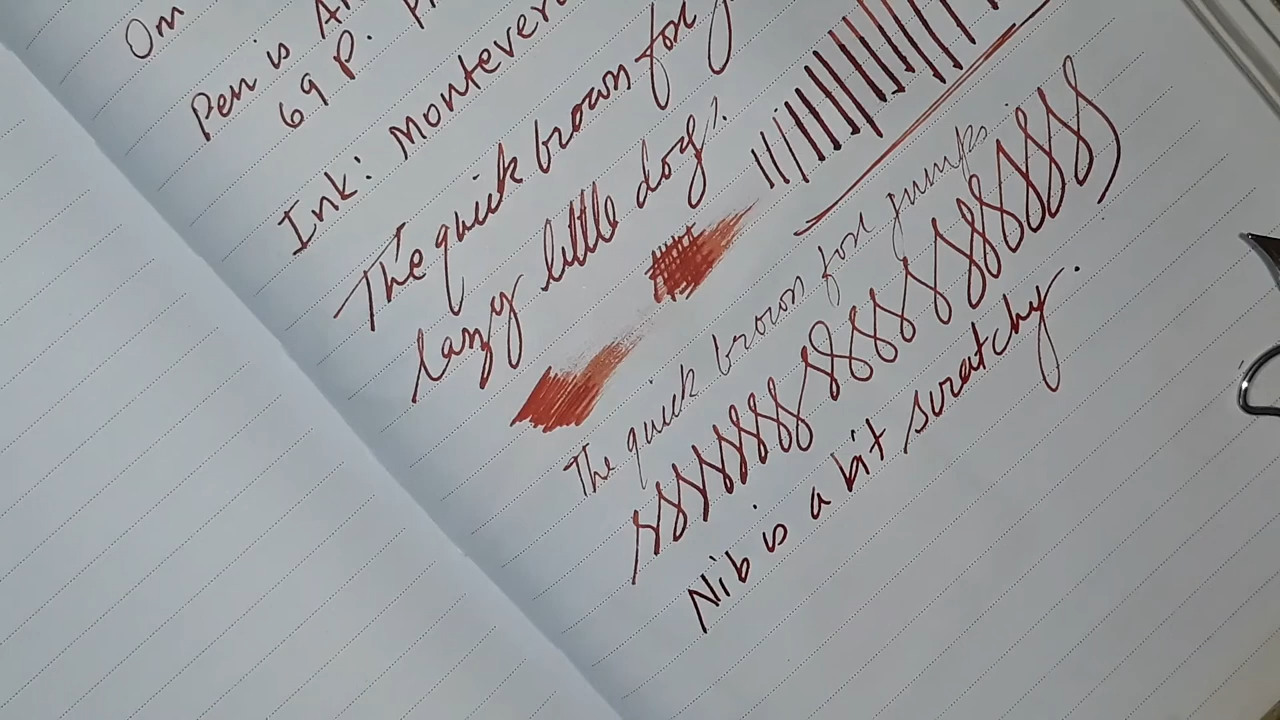 Om
Pen is
69 P.
Ink:
The quick brown fox
lazy little dog.
The quick brown fox jumps
Nib is a bit scratchy.